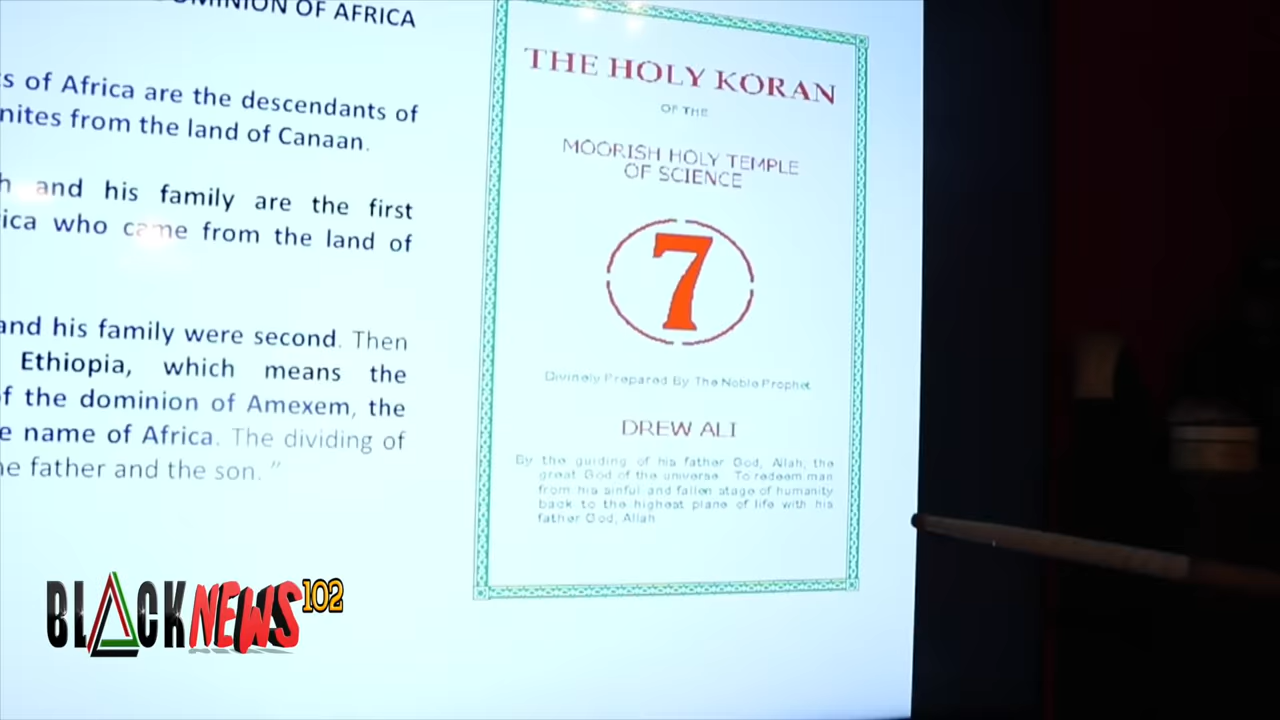 DOMINION OF AFRICA
of Africa are the descendants of
from the land of Canaan.
and his family are the first
who came from the land of
and his family were second. Then
Ethiopia, which means the
of the dominion of Amexem, the
name of Africa. The dividing of
father and the son.”
THE HOLY KORAN
OF THE
MOORISH HOLY TEMPLE
OF SCIENCE
7
Divinely Prepared By The Noble Prophet
DREW ALI
By the guiding of his father God, Allah; the
great God of the universe. To redeem man
from his sinful and fallen stage of humanity
back to the highest plane of life with his
father God, Allah
BLACK NEWS 102